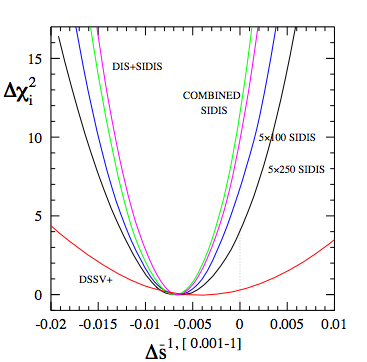 15
DIS+SIDIS
Δχᵢ²
COMBINED
SIDIS
10
5×100 SIDIS
5×250 SIDIS
5
DSSV+
0
-0.02 -0.015 -0.01 -0.005 0 0.005 0.01
Δs̄¹,[ 0.001-1]